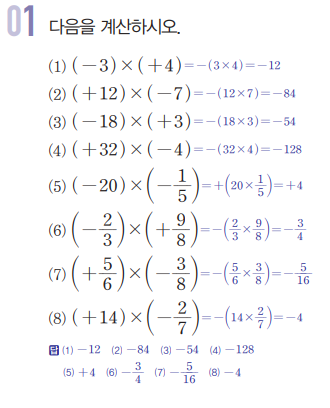 01 다음을 계산하시오.
(1) (−3)×(+4)=−(3×4)=−12
(2) (+12)×(−7)=−(12×7)=−84
(3) (−18)×(+3)=−(18×3)=−54
(4) (+32)×(−4)=−(32×4)=−128
(5) (−20)×(−1/5)=+(20×1/5)=+4
(6) (−2/3)×(+9/8)=−(2/3×9/8)=−3/4
(7) (+5/6)×(−3/8)=−(5/6×3/8)=−5/16
(8) (+14)×(−2/7)=−(14×2/7)=−4
답 (1) −12 (2) −84 (3) −54 (4) −128
(5) +4 (6) −3/4 (7) −5/16 (8) −4